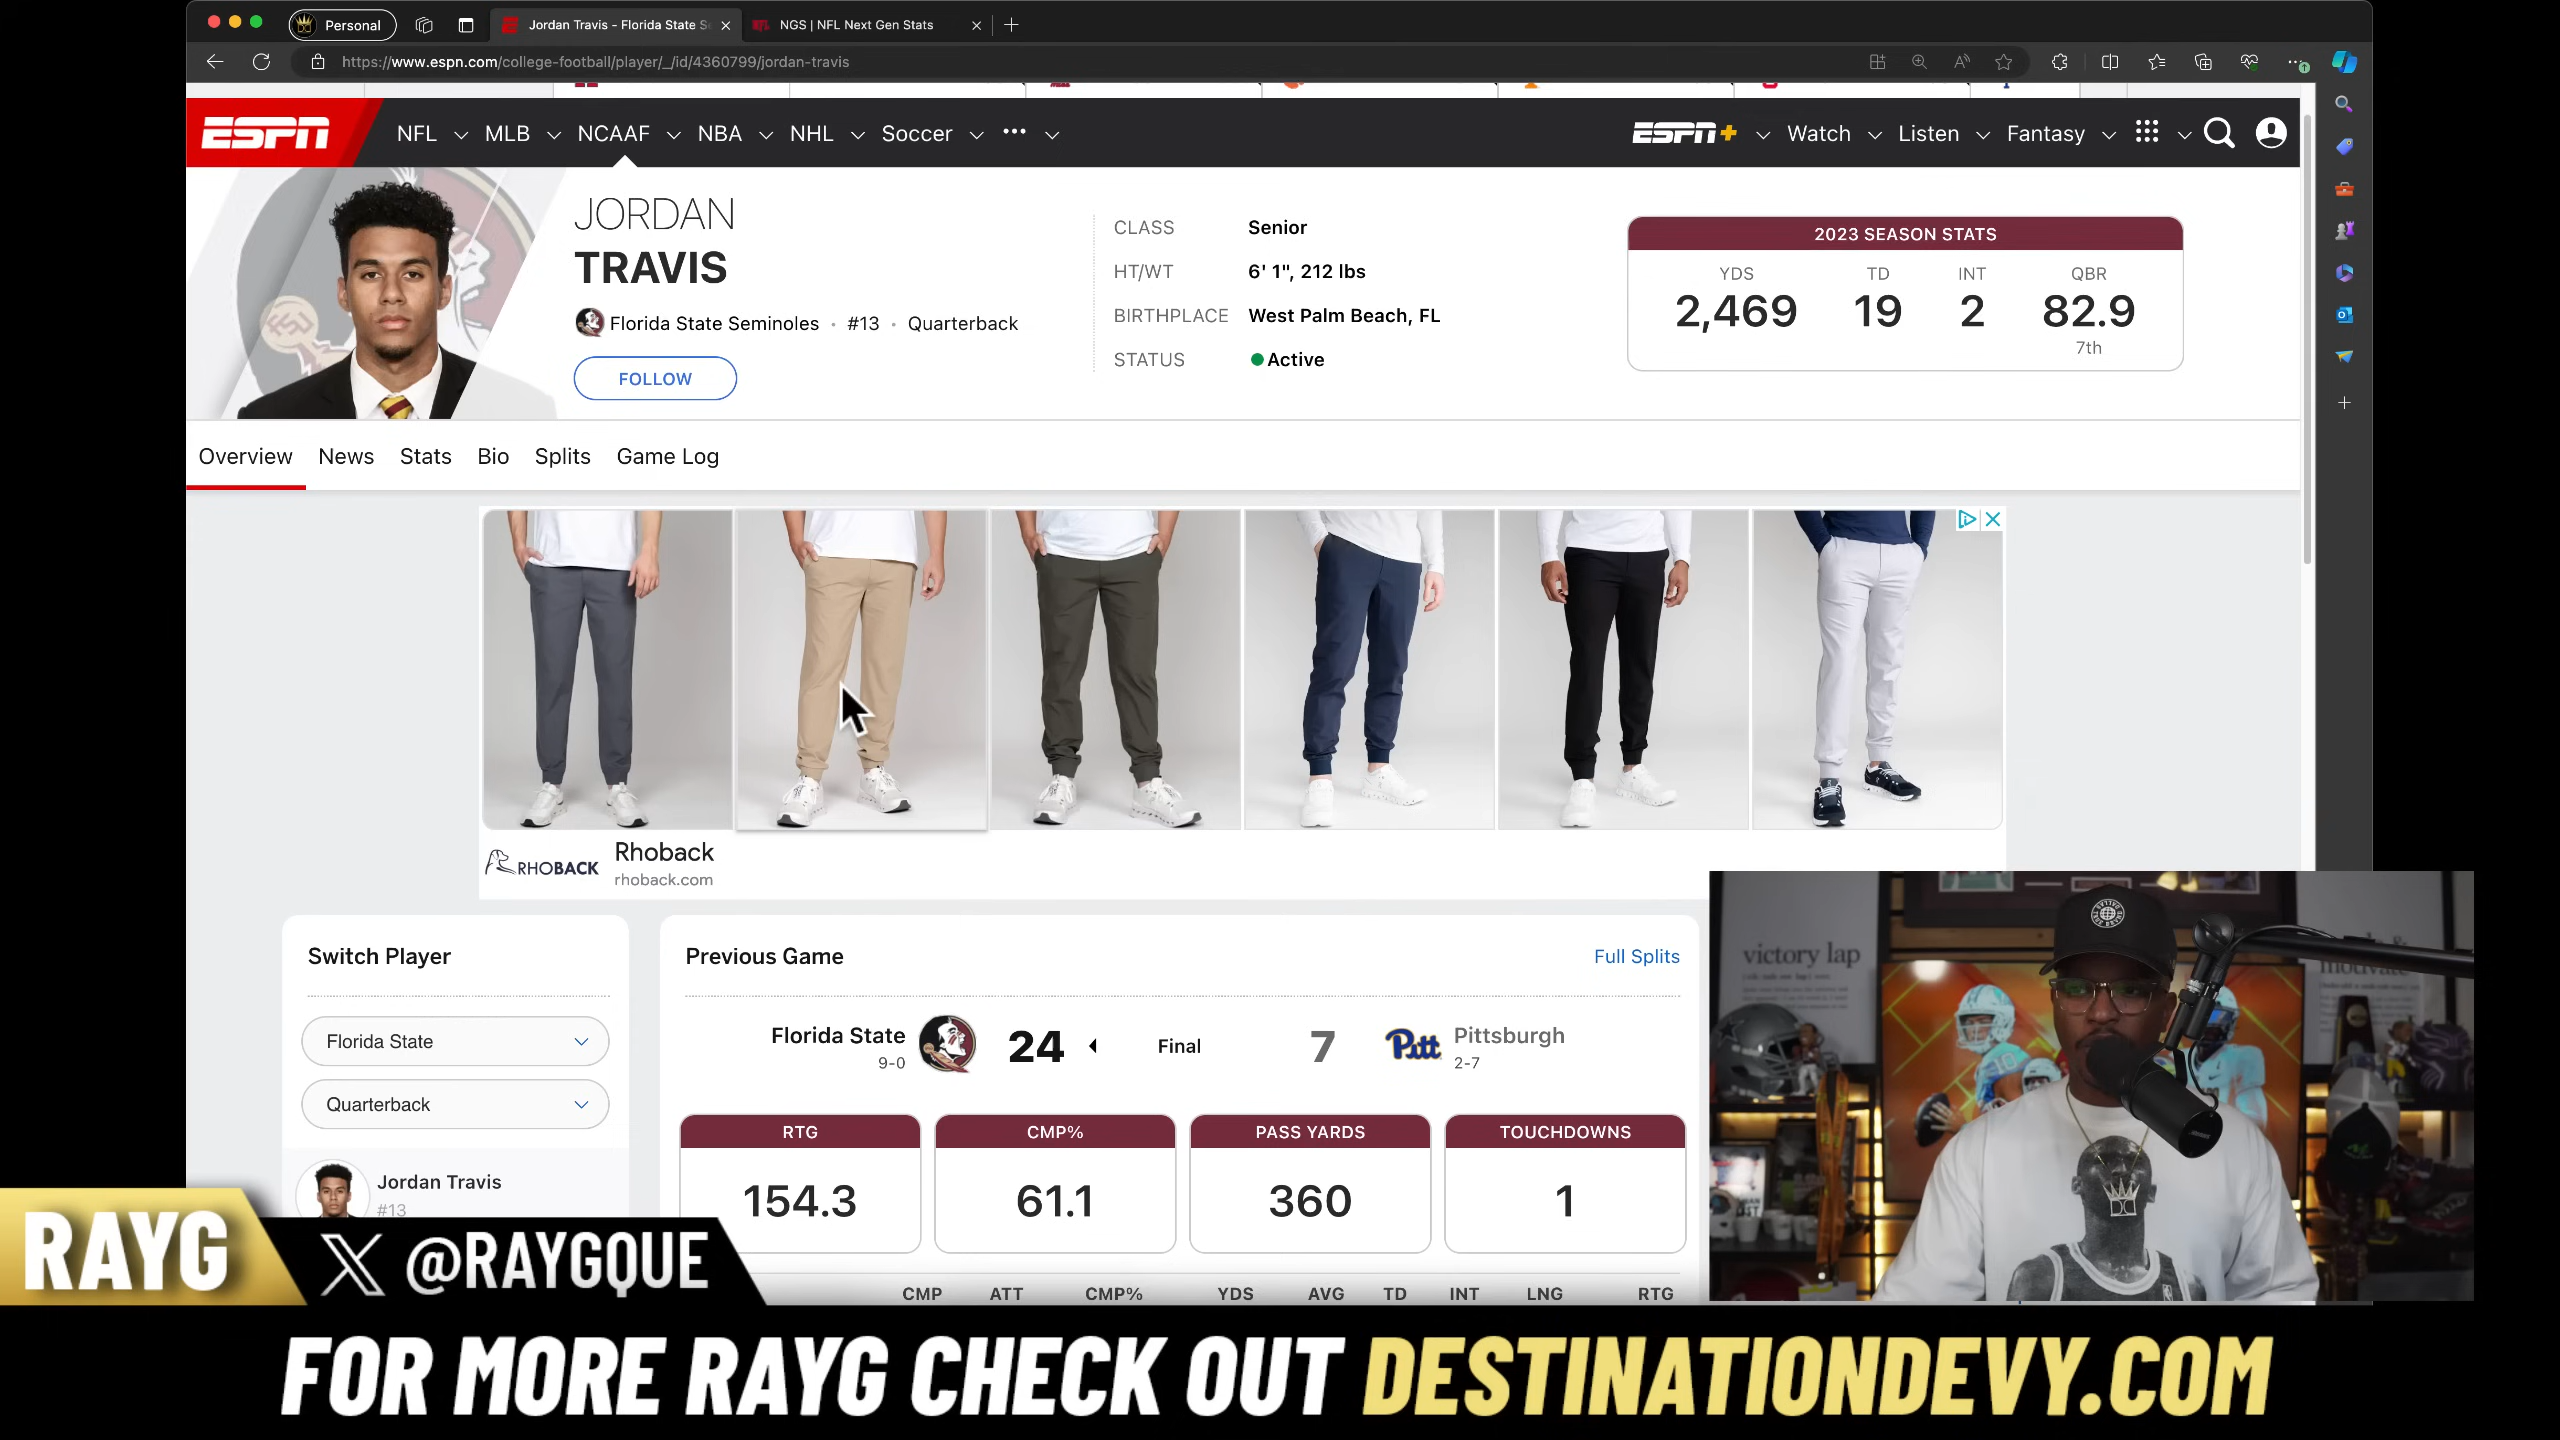 Personal
Jordan Travis - Florida State S
NGS | NFL Next Gen Stats
https://www.espn.com/college-football/player/_/id/4360799/jordan-travis
ESPN
NFL
MLB
NCAAF
NBA
NHL
Soccer
ESPN+
Watch
Listen
Fantasy
JORDAN
TRAVIS
Florida State Seminoles · #13 · Quarterback
FOLLOW
CLASS Senior
HT/WT 6' 1", 212 lbs
BIRTHPLACE West Palm Beach, FL
STATUS Active
2023 SEASON STATS
YDS TD INT QBR
2,469 19 2 82.9
7th
Overview News Stats Bio Splits Game Log
RHOBACK
Rhoback
rhoback.com
Switch Player
Florida State
Quarterback
Jordan Travis
#13
Previous Game
Full Splits
Florida State 24 Final 7 Pitt Pittsburgh
9-0 2-7
RTG CMP% PASS YARDS TOUCHDOWNS
154.3 61.1 360 1
CMP ATT CMP% YDS AVG TD INT LNG RTG
victory lap
motivate
RAYG
X @RAYGQUE
FOR MORE RAYG CHECK OUT DESTINATIONDEVY.COM